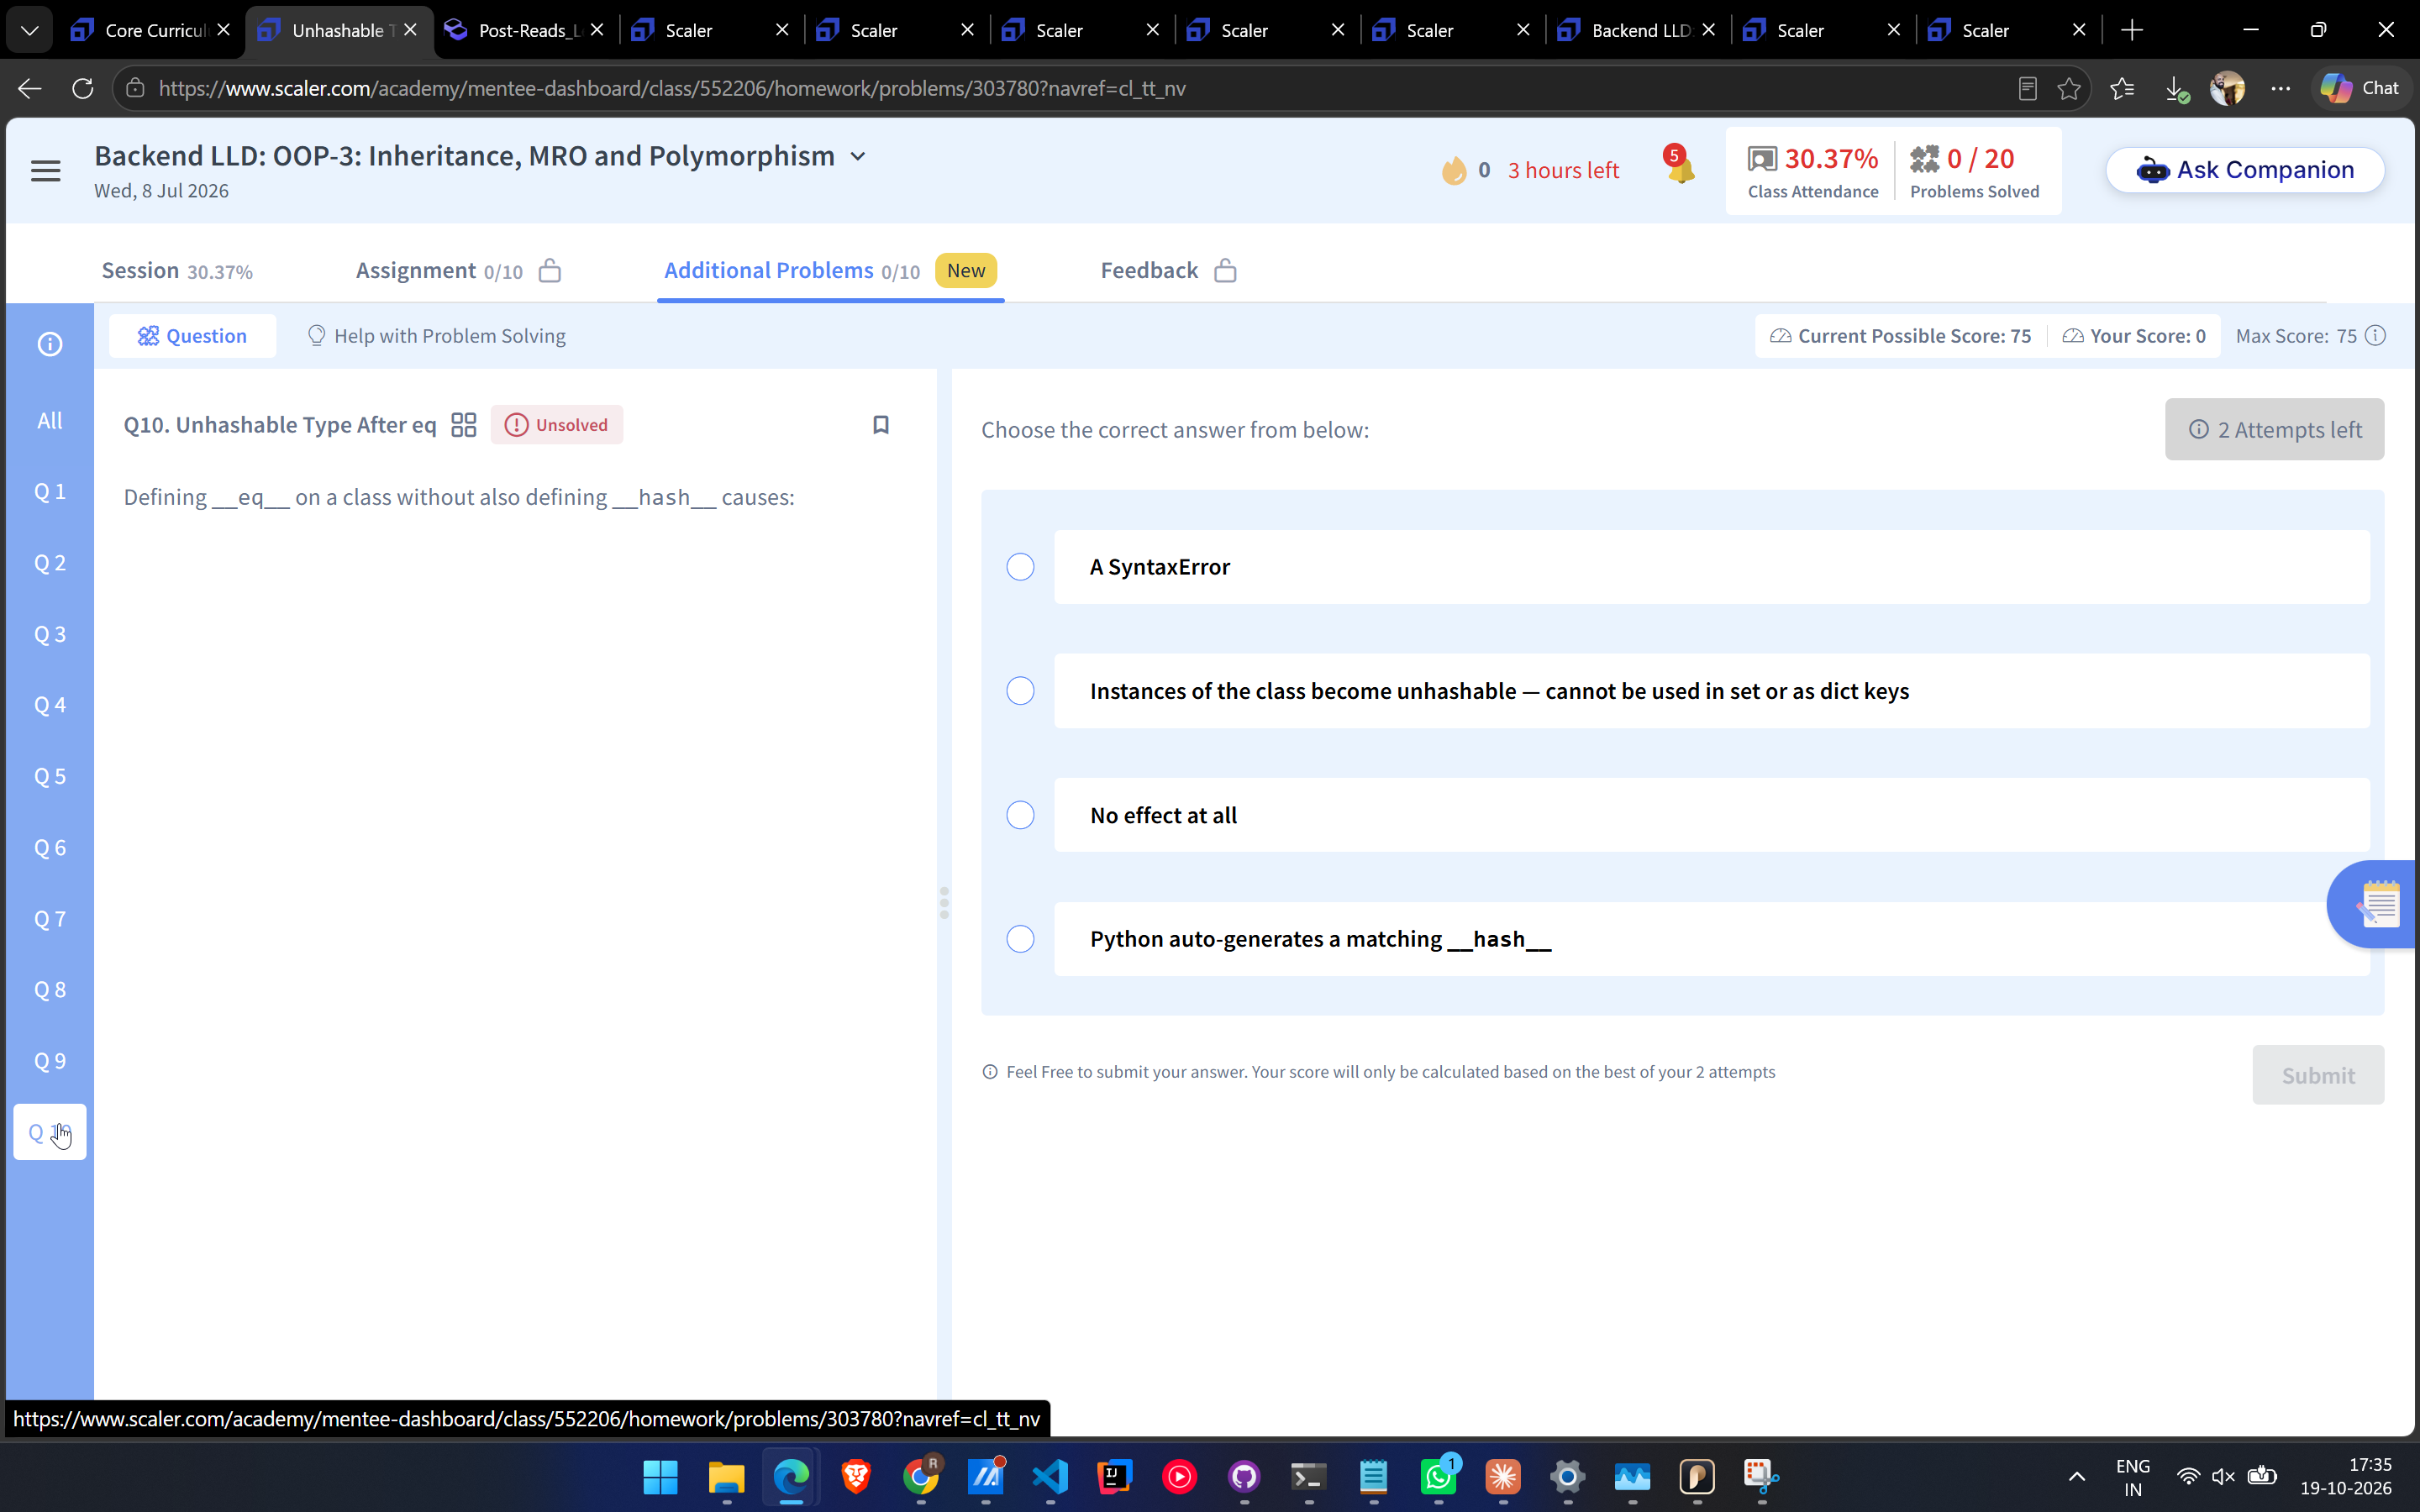 Core Curricul
Unhashable T
Post-Reads_L
Scaler
Scaler
Scaler
Scaler
Scaler
Backend LLD:
Scaler
Scaler
https://www.scaler.com/academy/mentee-dashboard/class/552206/homework/problems/303780?navref=cl_tt_nv
Chat
Backend LLD: OOP-3: Inheritance, MRO and Polymorphism
Wed, 8 Jul 2026
0 3 hours left
5
30.37%
Class Attendance
0 / 20
Problems Solved
Ask Companion
Session 30.37%
Assignment 0/10
Additional Problems 0/10 New
Feedback
Question
Help with Problem Solving
Current Possible Score: 75
Your Score: 0
Max Score: 75
All
Q 1
Q 2
Q 3
Q 4
Q 5
Q 6
Q 7
Q 8
Q 9
Q10. Unhashable Type After eq
Unsolved
Defining __eq__ on a class without also defining __hash__ causes:
Choose the correct answer from below:
2 Attempts left
A SyntaxError
Instances of the class become unhashable — cannot be used in set or as dict keys
No effect at all
Python auto-generates a matching __hash__
Feel Free to submit your answer. Your score will only be calculated based on the best of your 2 attempts
Submit
https://www.scaler.com/academy/mentee-dashboard/class/552206/homework/problems/303780?navref=cl_tt_nv
R
IJ
1
ENG
IN
17:35
19-10-2026